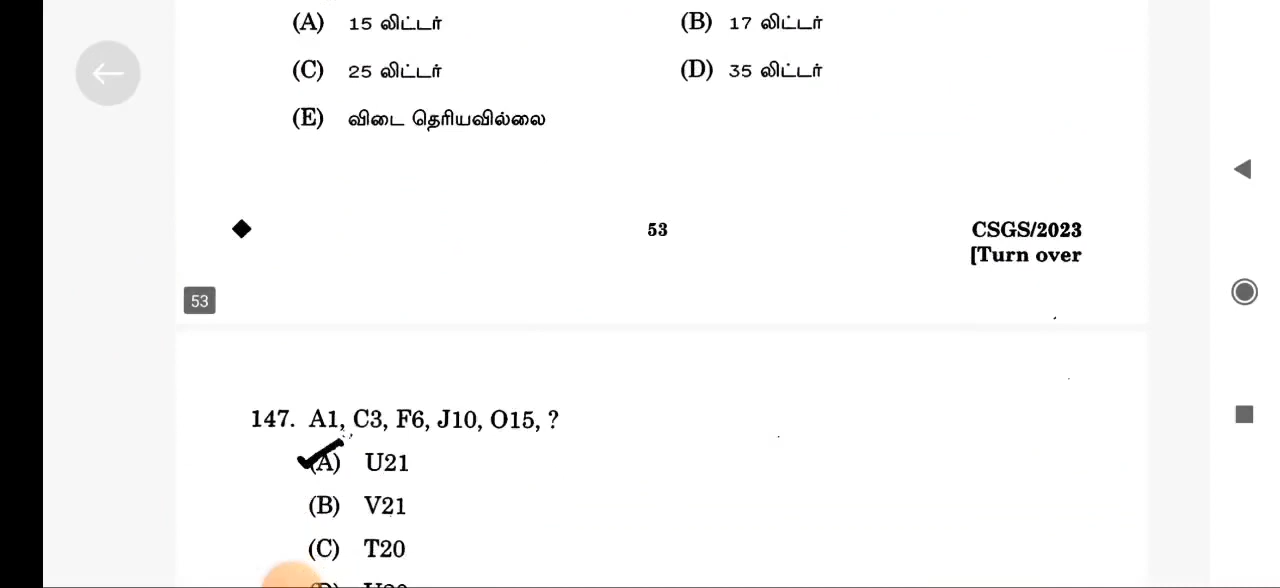 (A) 15 லிட்டர் (B) 17 லிட்டர்
(C) 25 லிட்டர் (D) 35 லிட்டர்
(E) விடை தெரியவில்லை
53 CSGS/2023
[Turn over
53
147. A1, C3, F6, J10, O15, ?
(A) U21
(B) V21
(C) T20